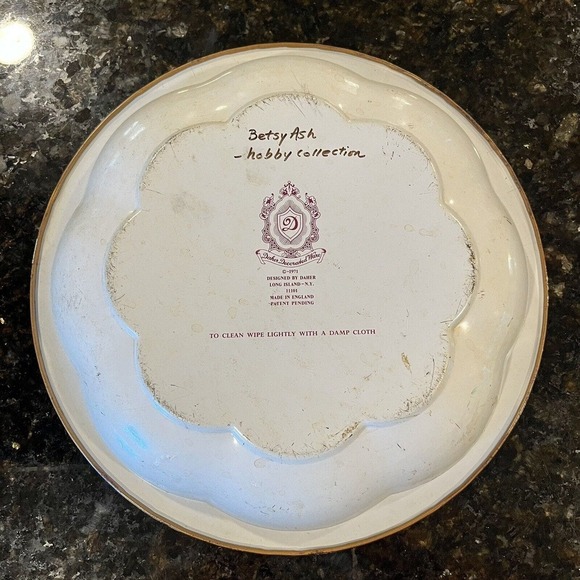 Betsy Ash
- hobby collection
D
Daher Decorated Ware
© 1971
DESIGNED BY DAHER
LONG ISLAND - N.Y.
11101
MADE IN ENGLAND
PATENT PENDING
TO CLEAN WIPE LIGHTLY WITH A DAMP CLOTH